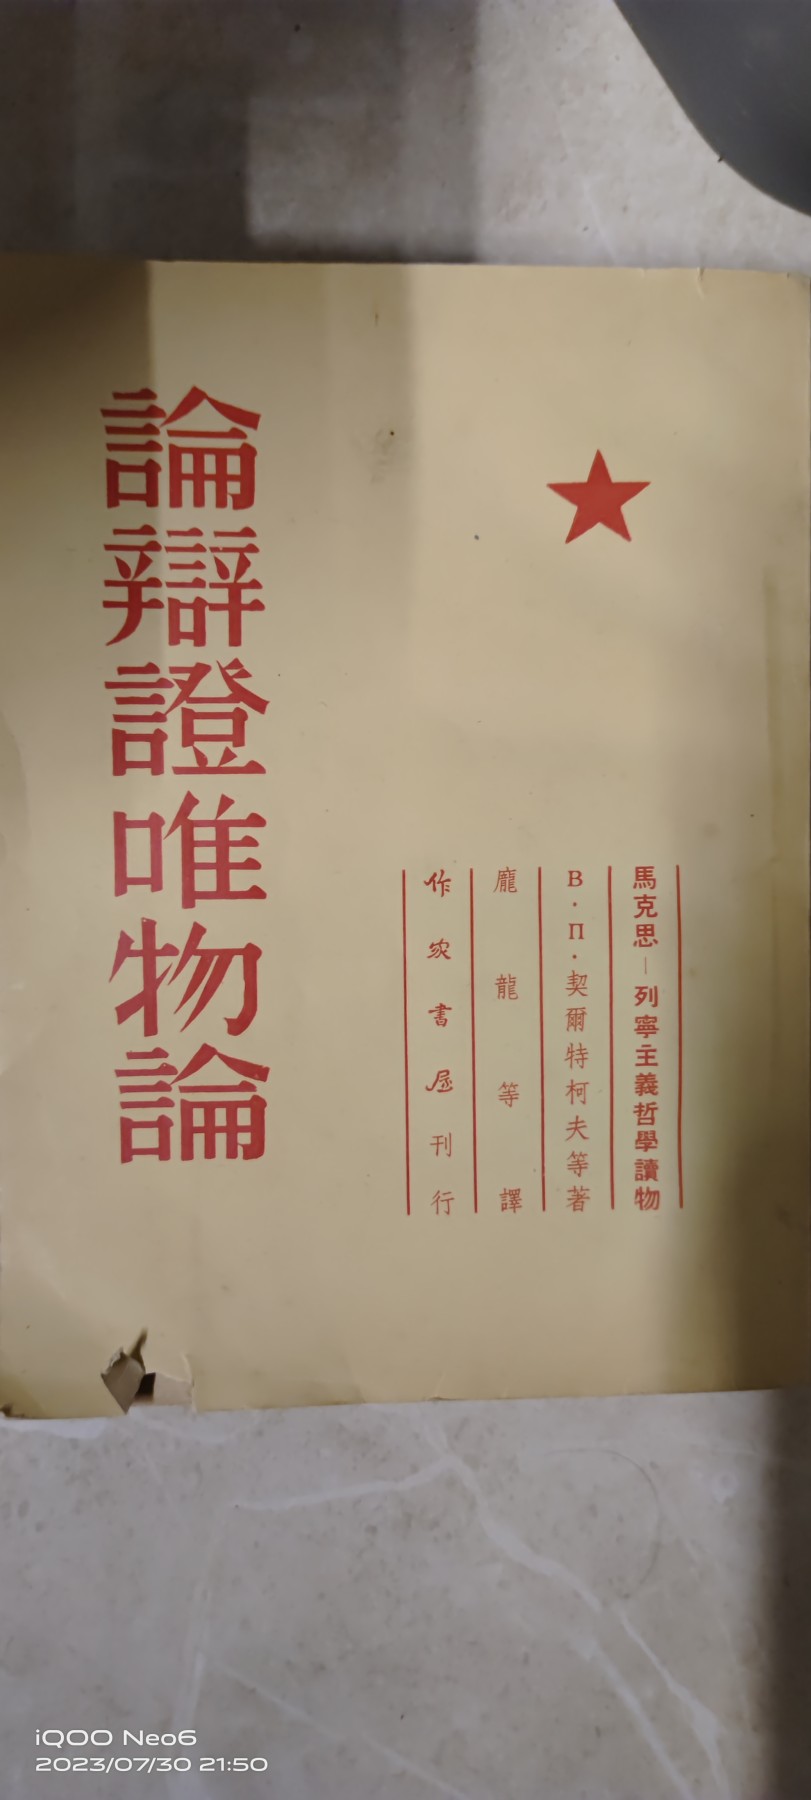 馬克思—列寧主義哲學讀物
В·П·契爾特柯夫等著
龐龍等譯
作家書屋刊行
論辯證唯物論
iQOO Neo6
2023/07/30 21:50